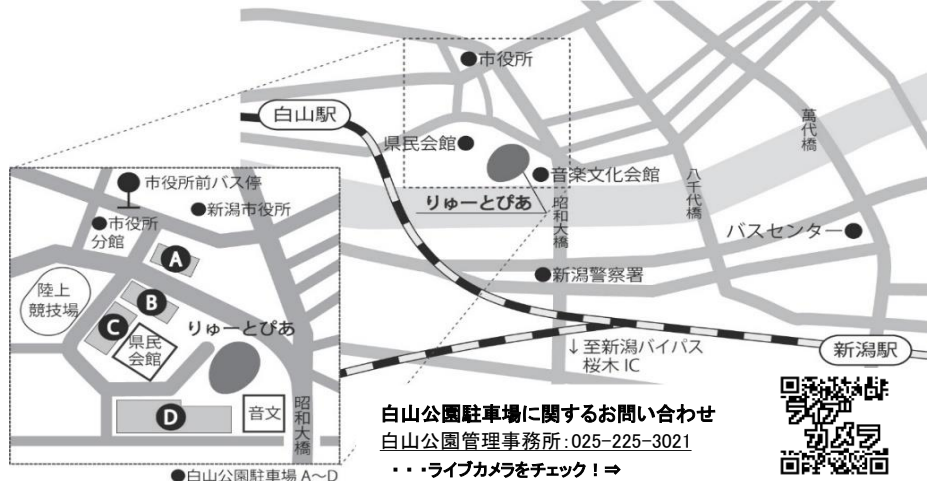 市役所
白山駅
県民会館
音楽文化会館
りゅーとぴあ
昭和大橋
八千代橋
萬代橋
バスセンター
新潟警察署
新潟駅
↓至新潟バイパス
桜木IC
市役所前バス停
新潟市役所
市役所
分館
A
B
C
陸上
競技場
りゅーとぴあ
県民
会館
D
音文
昭和大橋
●白山公園駐車場 A～D
白山公園駐車場に関するお問い合わせ
白山公園管理事務所:025-225-3021
・・・ライブカメラをチェック！⇒
ライブ
カメラ